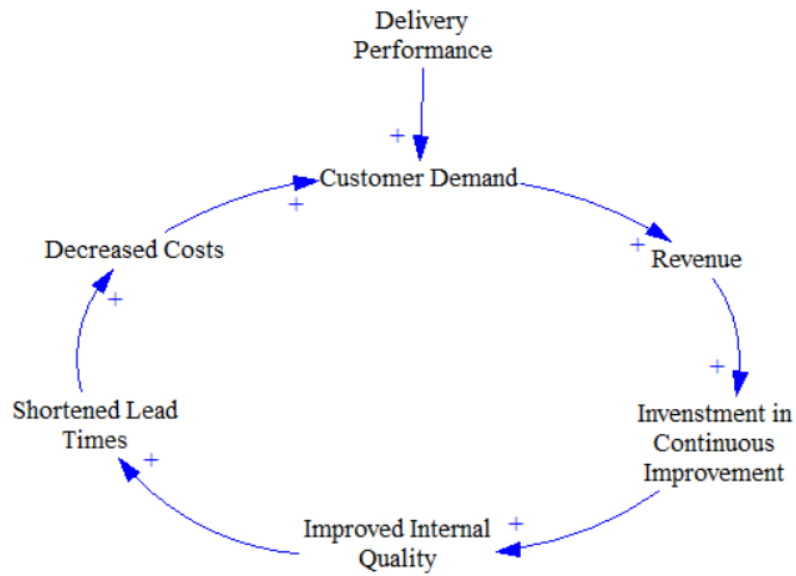 Delivery
Performance
+
Customer Demand
+
Decreased Costs
+
Revenue
+
+
Shortened Lead
Times
+
Invenstment in
Continuous
Improvement
Improved Internal
Quality
+